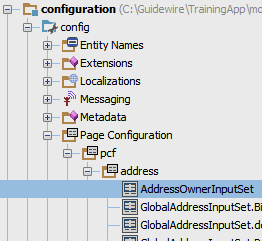 configuration (C:\Guidewire\TrainingApp\mo
config
Entity Names
Extensions
Localizations
Messaging
Metadata
Page Configuration
pcf
address
AddressOwnerInputSet
GlobalAddressInputSet.Bi
GlobalAddressInputSet.de